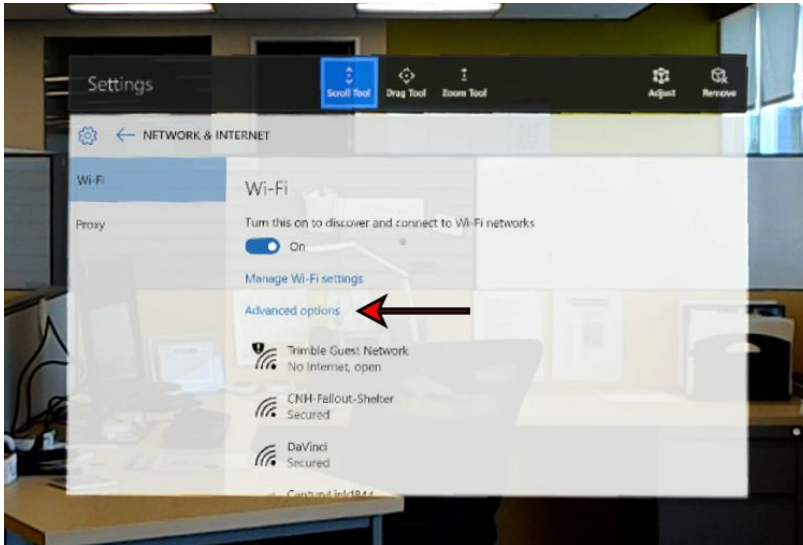 Settings
Scroll Tool
Drag Tool
Zoom Tool
Adjust
Remove
NETWORK & INTERNET
Wi-Fi
Proxy
Wi-Fi
Turn this on to discover and connect to Wi-Fi networks
On
Manage Wi-Fi settings
Advanced options
Trimble Guest Network
No Internet, open
CNH-Fallout-Shelter
Secured
DaVinci
Secured